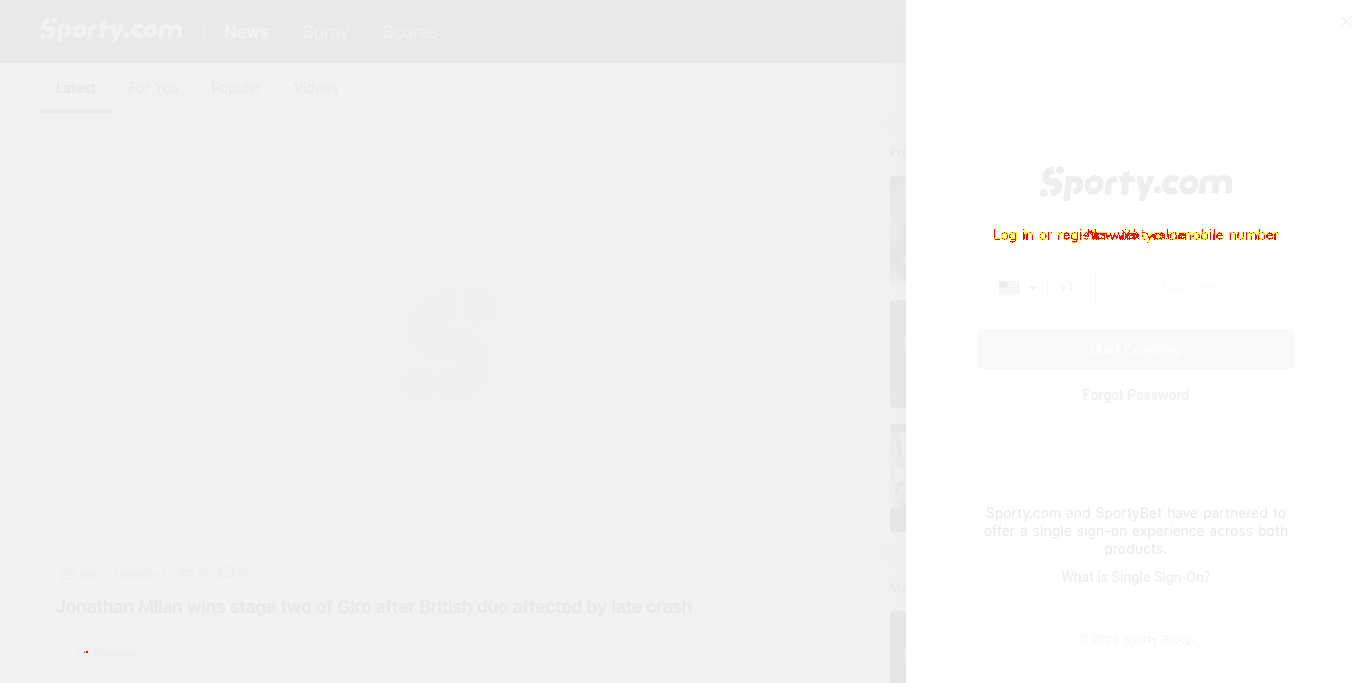 Sporty.com
News
Spray
Scores
Latest
For You
Popular
Videos
0
0
Jonathan Milan wins stage two of Giro after British duo affected by late crash
Sporty.com
Log in or register with your mobile number
+1
Mobile Number
Start Exploring
Forgot Password
Sporty.com and SportyBet have partnered to
offer a single sign-on experience across both
products.
What is Single Sign-On?
© 2023 Sporty Group